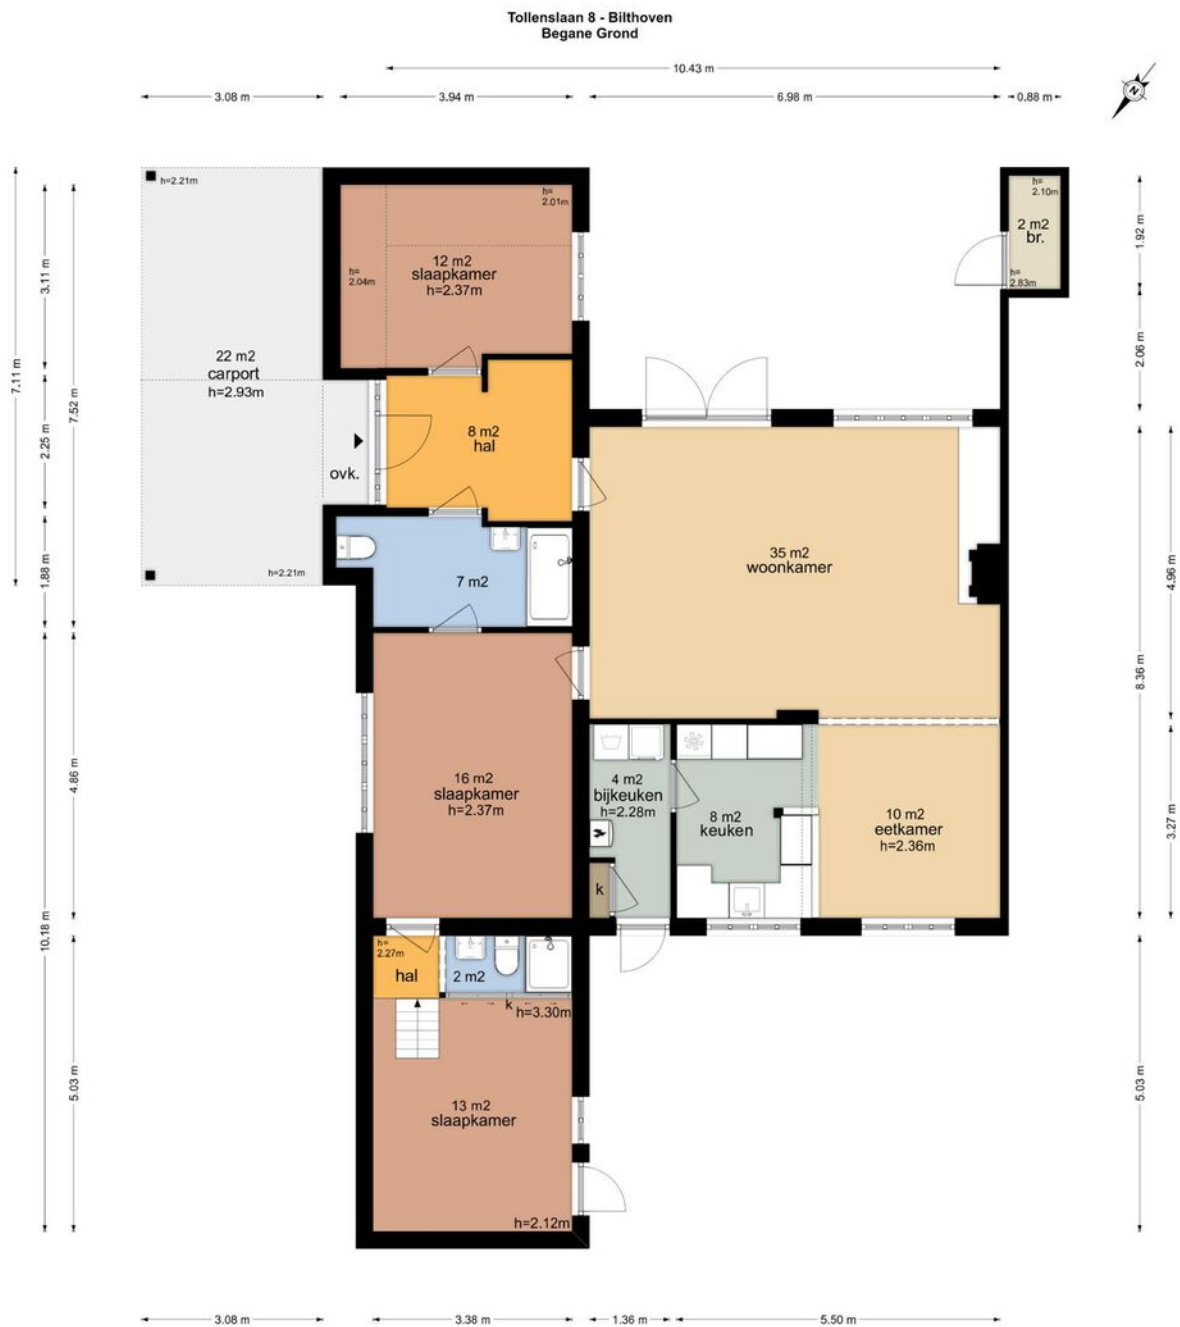 Tollenslaan 8 - Bilthoven
Begane Grond
10.43 m
3.08 m
3.94 m
6.98 m
0.88 m
N
h=2.21m
h=
2.01m
h=
2.10m
2 m2
br.
h=
2.83m
1.92 m
12 m2
slaapkamer
h=2.37m
h=
2.04m
3.11 m
2.06 m
22 m2
carport
h=2.93m
7.11 m
7.52 m
2.25 m
8 m2
hal
ovk.
h=2.21m
1.88 m
7 m2
35 m2
woonkamer
4.96 m
8.36 m
16 m2
slaapkamer
h=2.37m
4.86 m
4 m2
bijkeuken
h=2.28m
8 m2
keuken
10 m2
eetkamer
h=2.36m
3.27 m
k
10.18 m
h=
2.27m
hal
2 m2
k
h=3.30m
5.03 m
13 m2
slaapkamer
5.03 m
h=2.12m
3.08 m
3.38 m
1.36 m
5.50 m